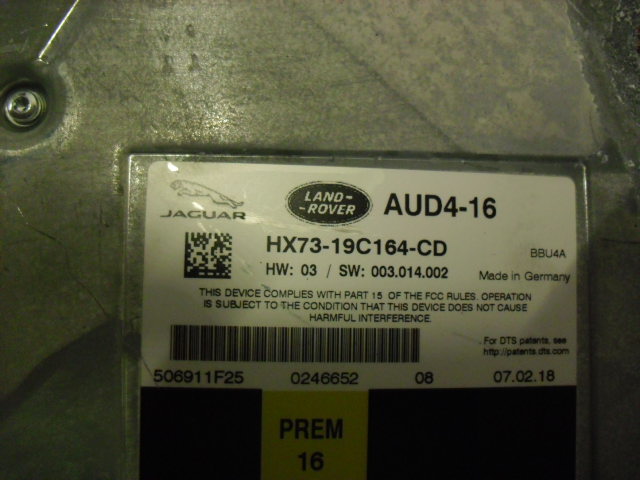 JAGUAR
LAND-
-ROVER
AUD4-16
HX73-19C164-CD
BBU4A
HW: 03 / SW: 003.014.002
Made in Germany
THIS DEVICE COMPLIES WITH PART 15 OF THE FCC RULES. OPERATION
IS SUBJECT TO THE CONDITION THAT THIS DEVICE DOES NOT CAUSE
HARMFUL INTERFERENCE.
For DTS patents, see
http://patents.dts.com
506911F25 0246652 08 07.02.18
PREM
16